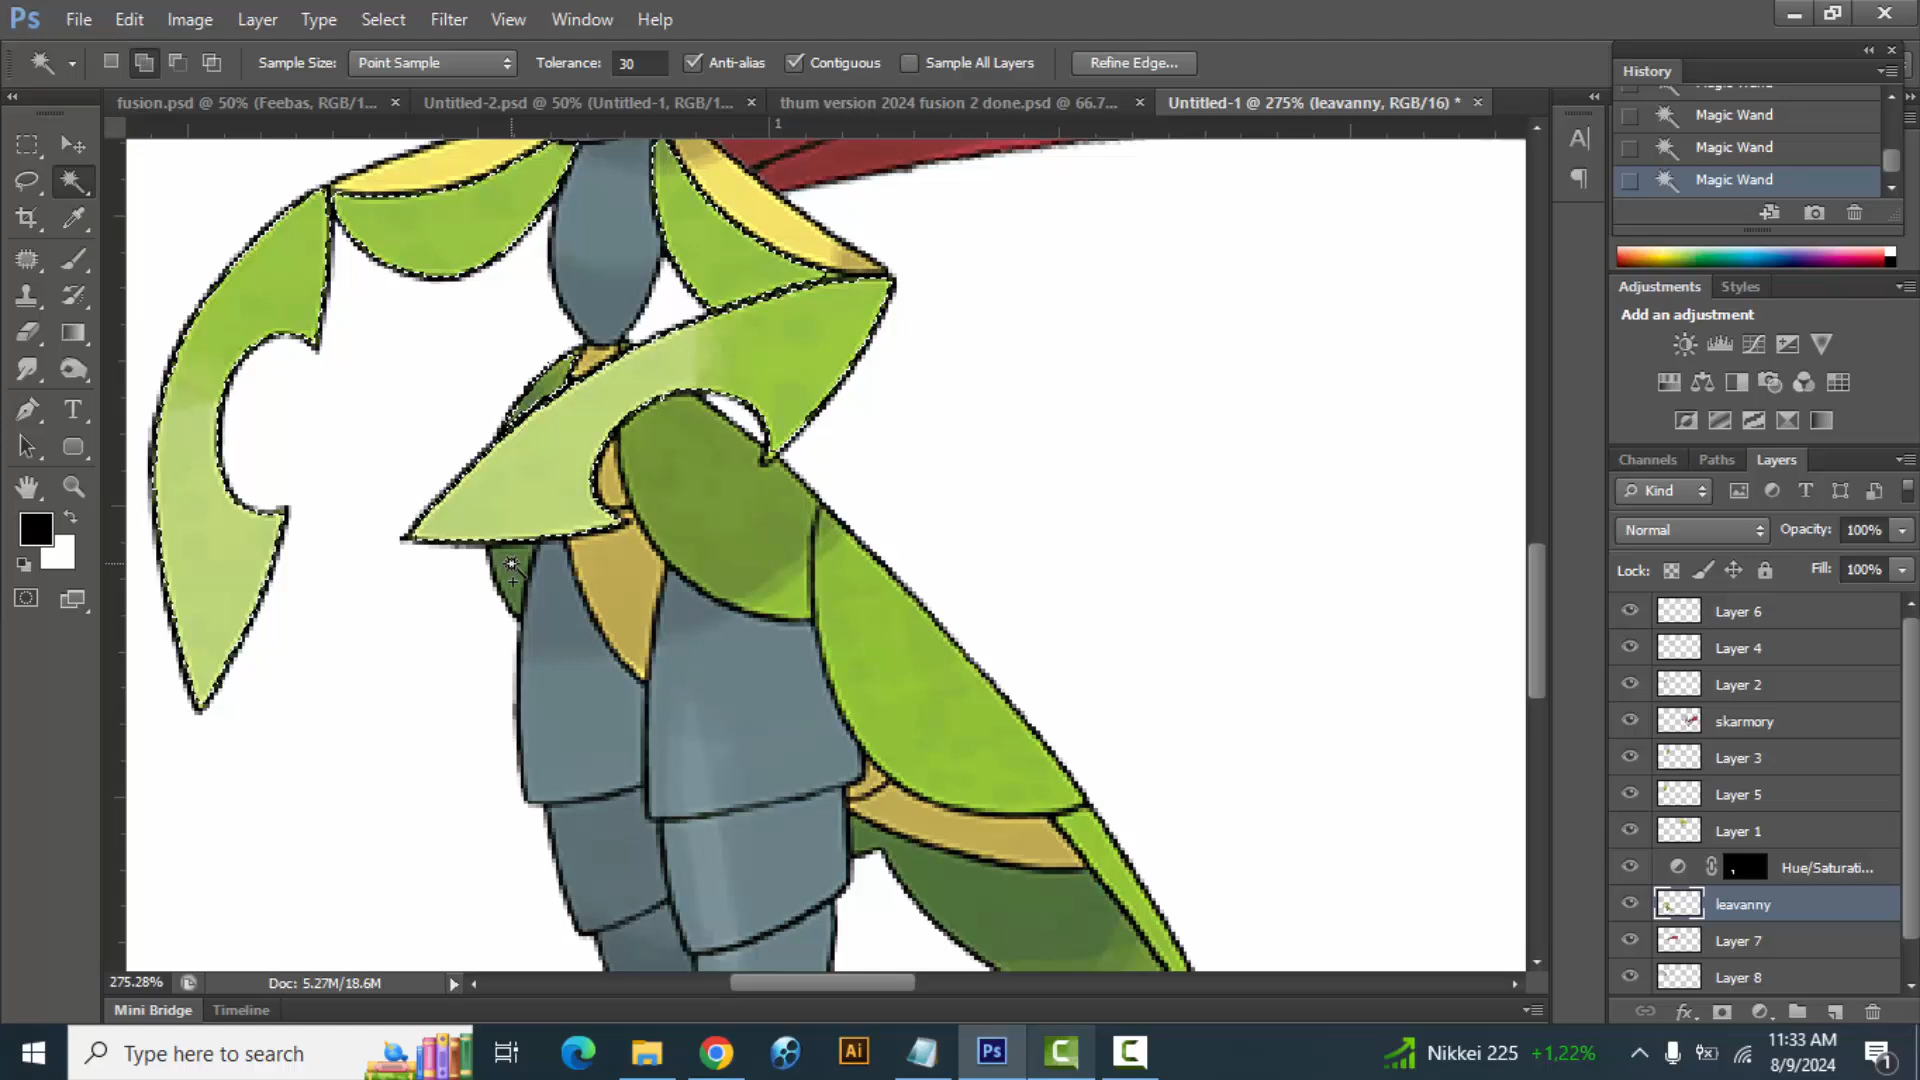 Ps File Edit Image Layer Type Select Filter View Window Help
Sample Size: Point Sample Tolerance: 30 Anti-alias Contiguous Sample All Layers Refine Edge...
fusion.psd @ 50% (Feebas, RGB/1... × Untitled-2.psd @ 50% (Untitled-1, RGB/1... × thum version 2024 fusion 2 done.psd @ 66.7... × Untitled-1 @ 275% (leavanny, RGB/16) * ×
1
History
Magic Wand
Magic Wand
Magic Wand
Adjustments Styles
Add an adjustment
Channels Paths Layers
Kind
Normal Opacity: 100%
Lock: Fill: 100%
Layer 6
Layer 4
Layer 2
skarmory
Layer 3
Layer 5
Layer 1
Hue/Saturati...
leavanny
Layer 7
Layer 8
275.28% Doc: 5.27M/18.6M
Mini Bridge Timeline
Type here to search
Ai Ps
Nikkei 225 +1,22%
11:33 AM
8/9/2024
1